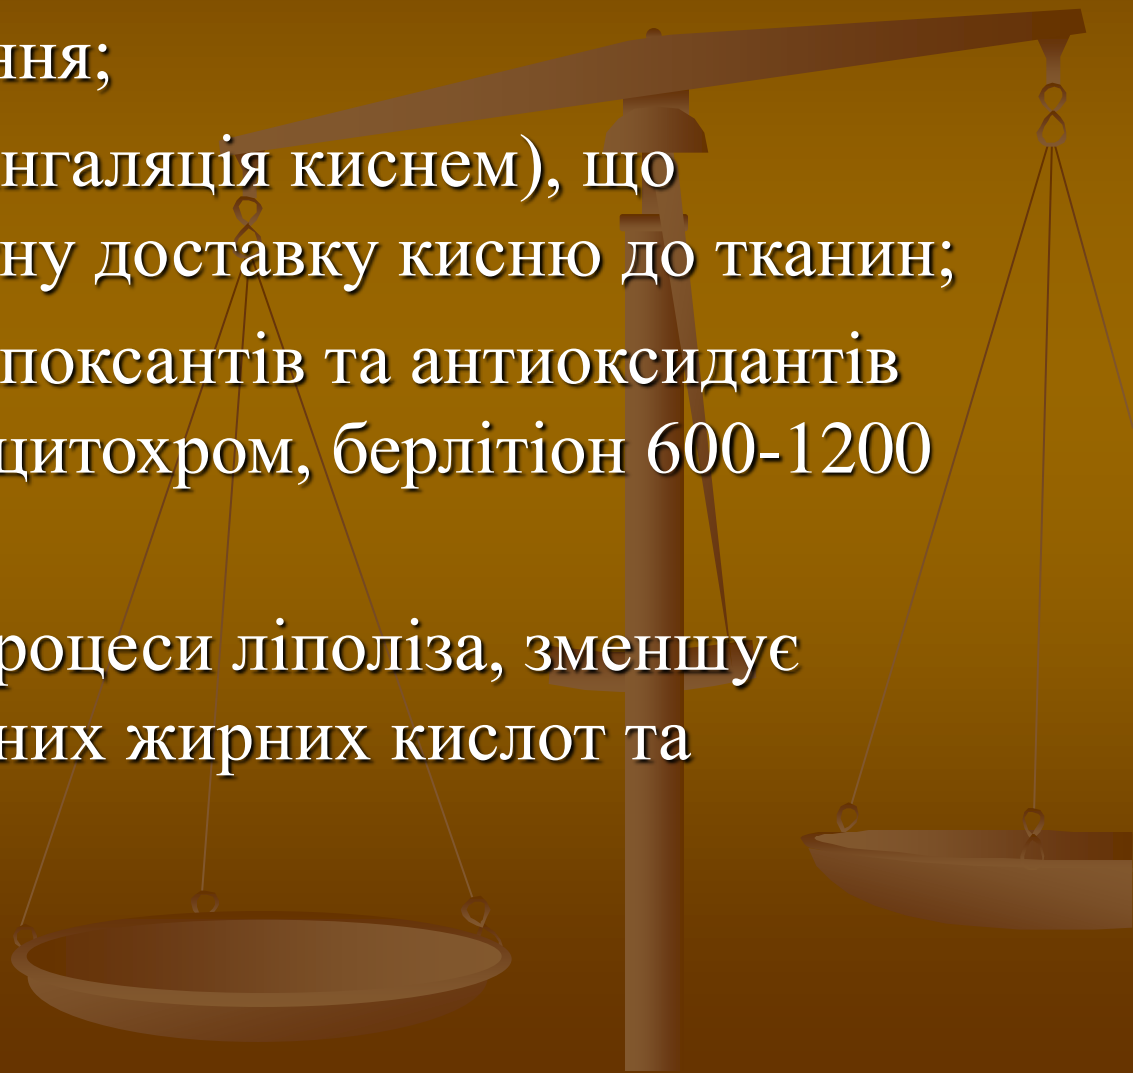 ння;
нгаляція киснем), що
ну доставку кисню до тканин;
поксантів та антиоксидантів
цитохром, берлітіон 600-1200
роцеси ліполіза, зменшує
них жирних кислот та